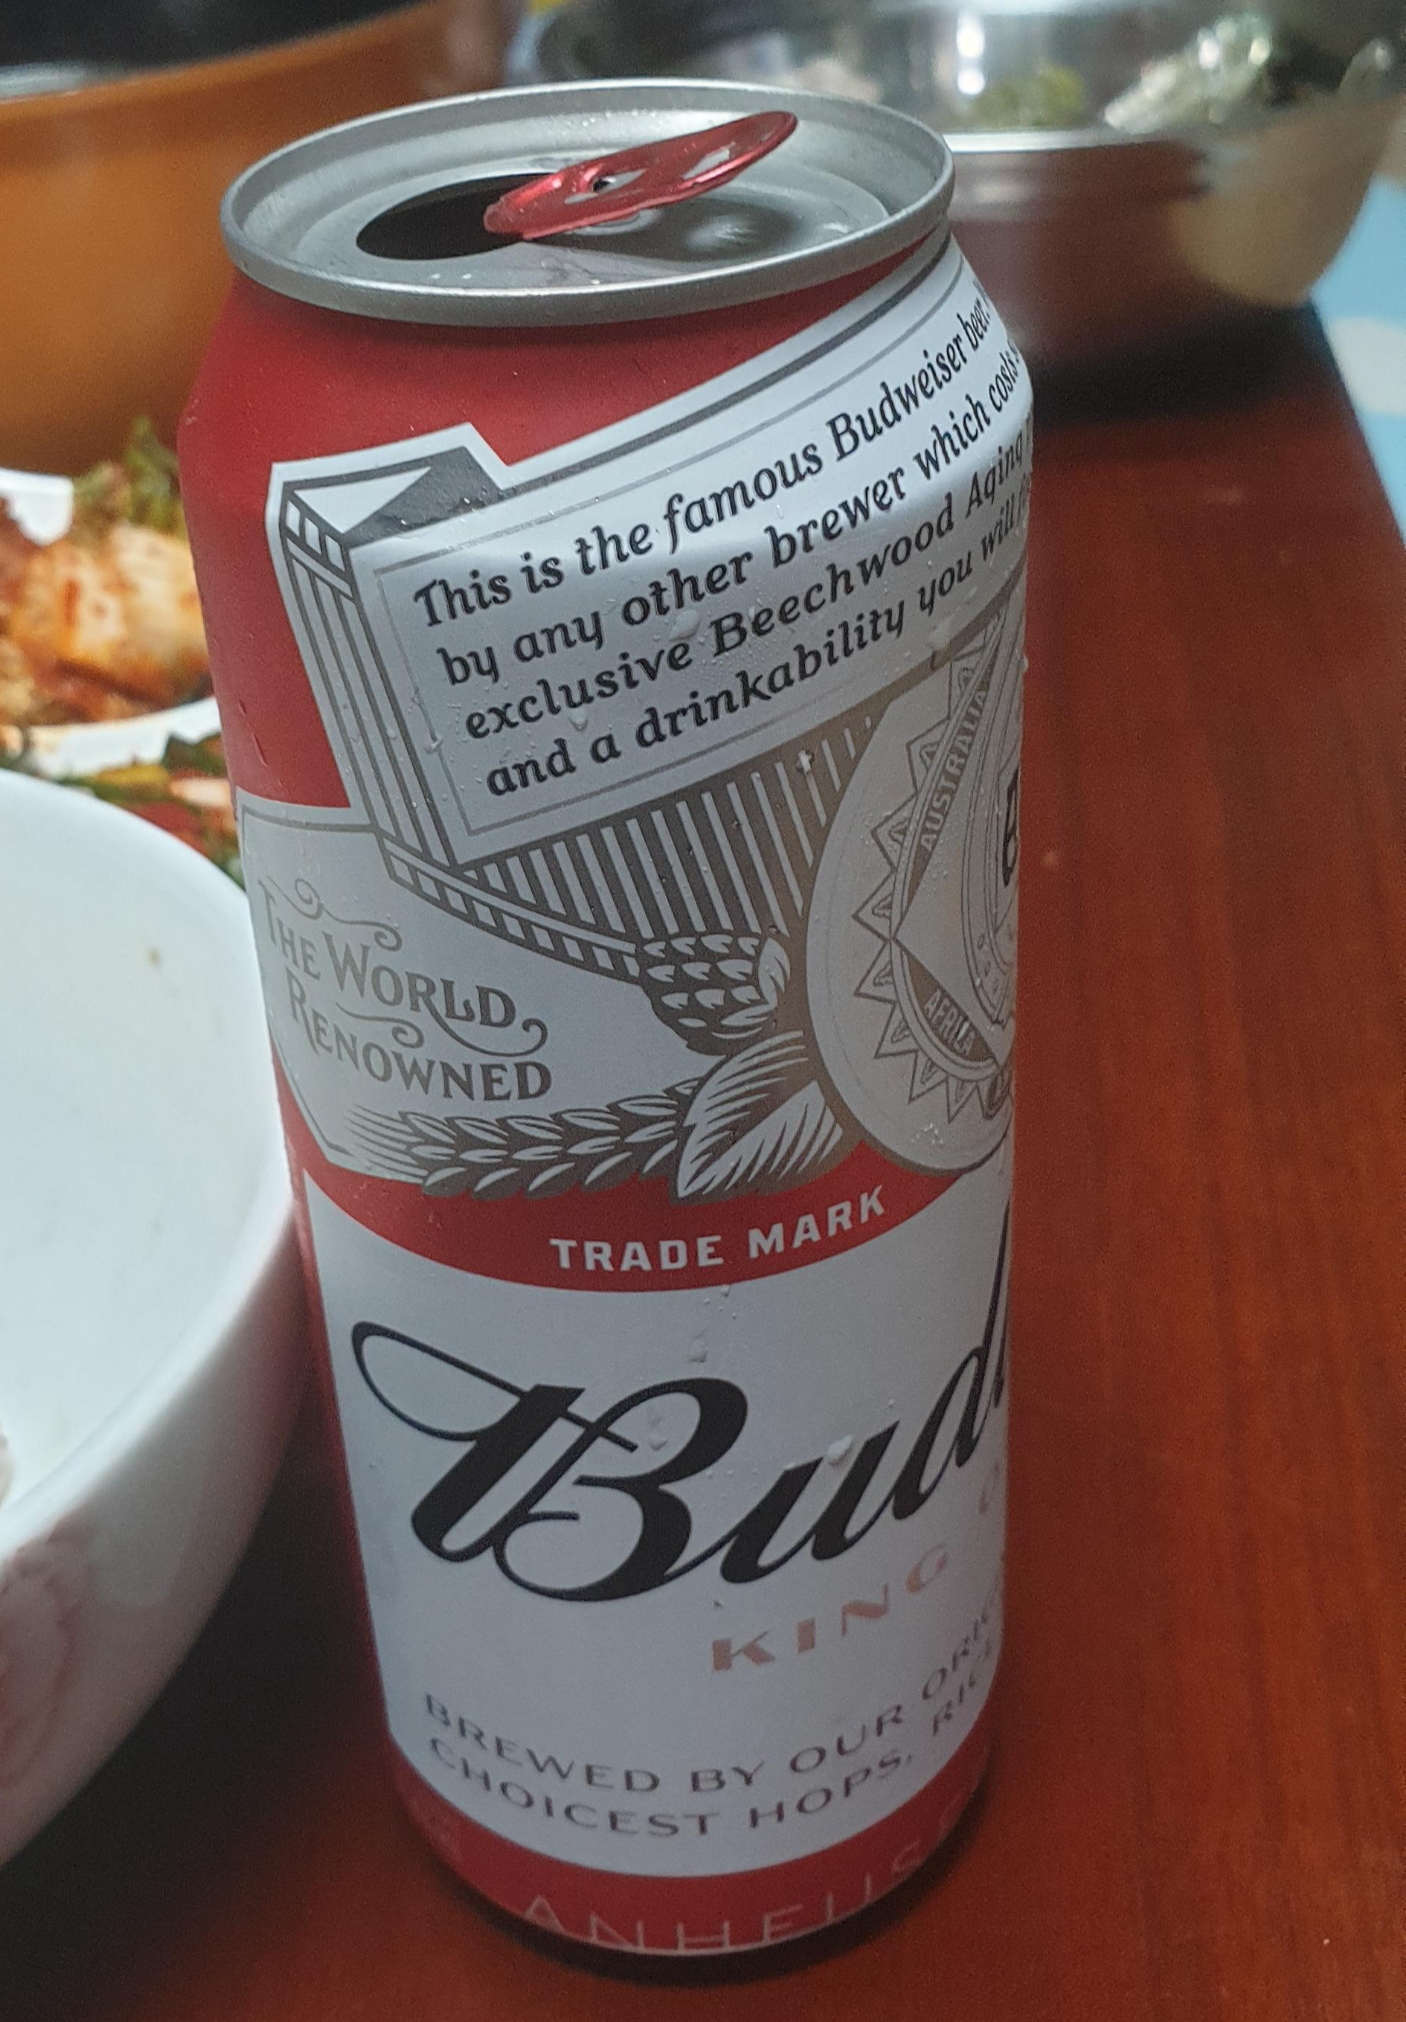 This is the famous Budweiser beer.
by any other brewer which costs
exclusive Beechwood Aging
and a drinkability you will
AUSTRALIA
AFRICA
THE WORLD
RENOWNED
TRADE MARK
Bud
KING
BREWED BY OUR
CHOICEST HOPS,